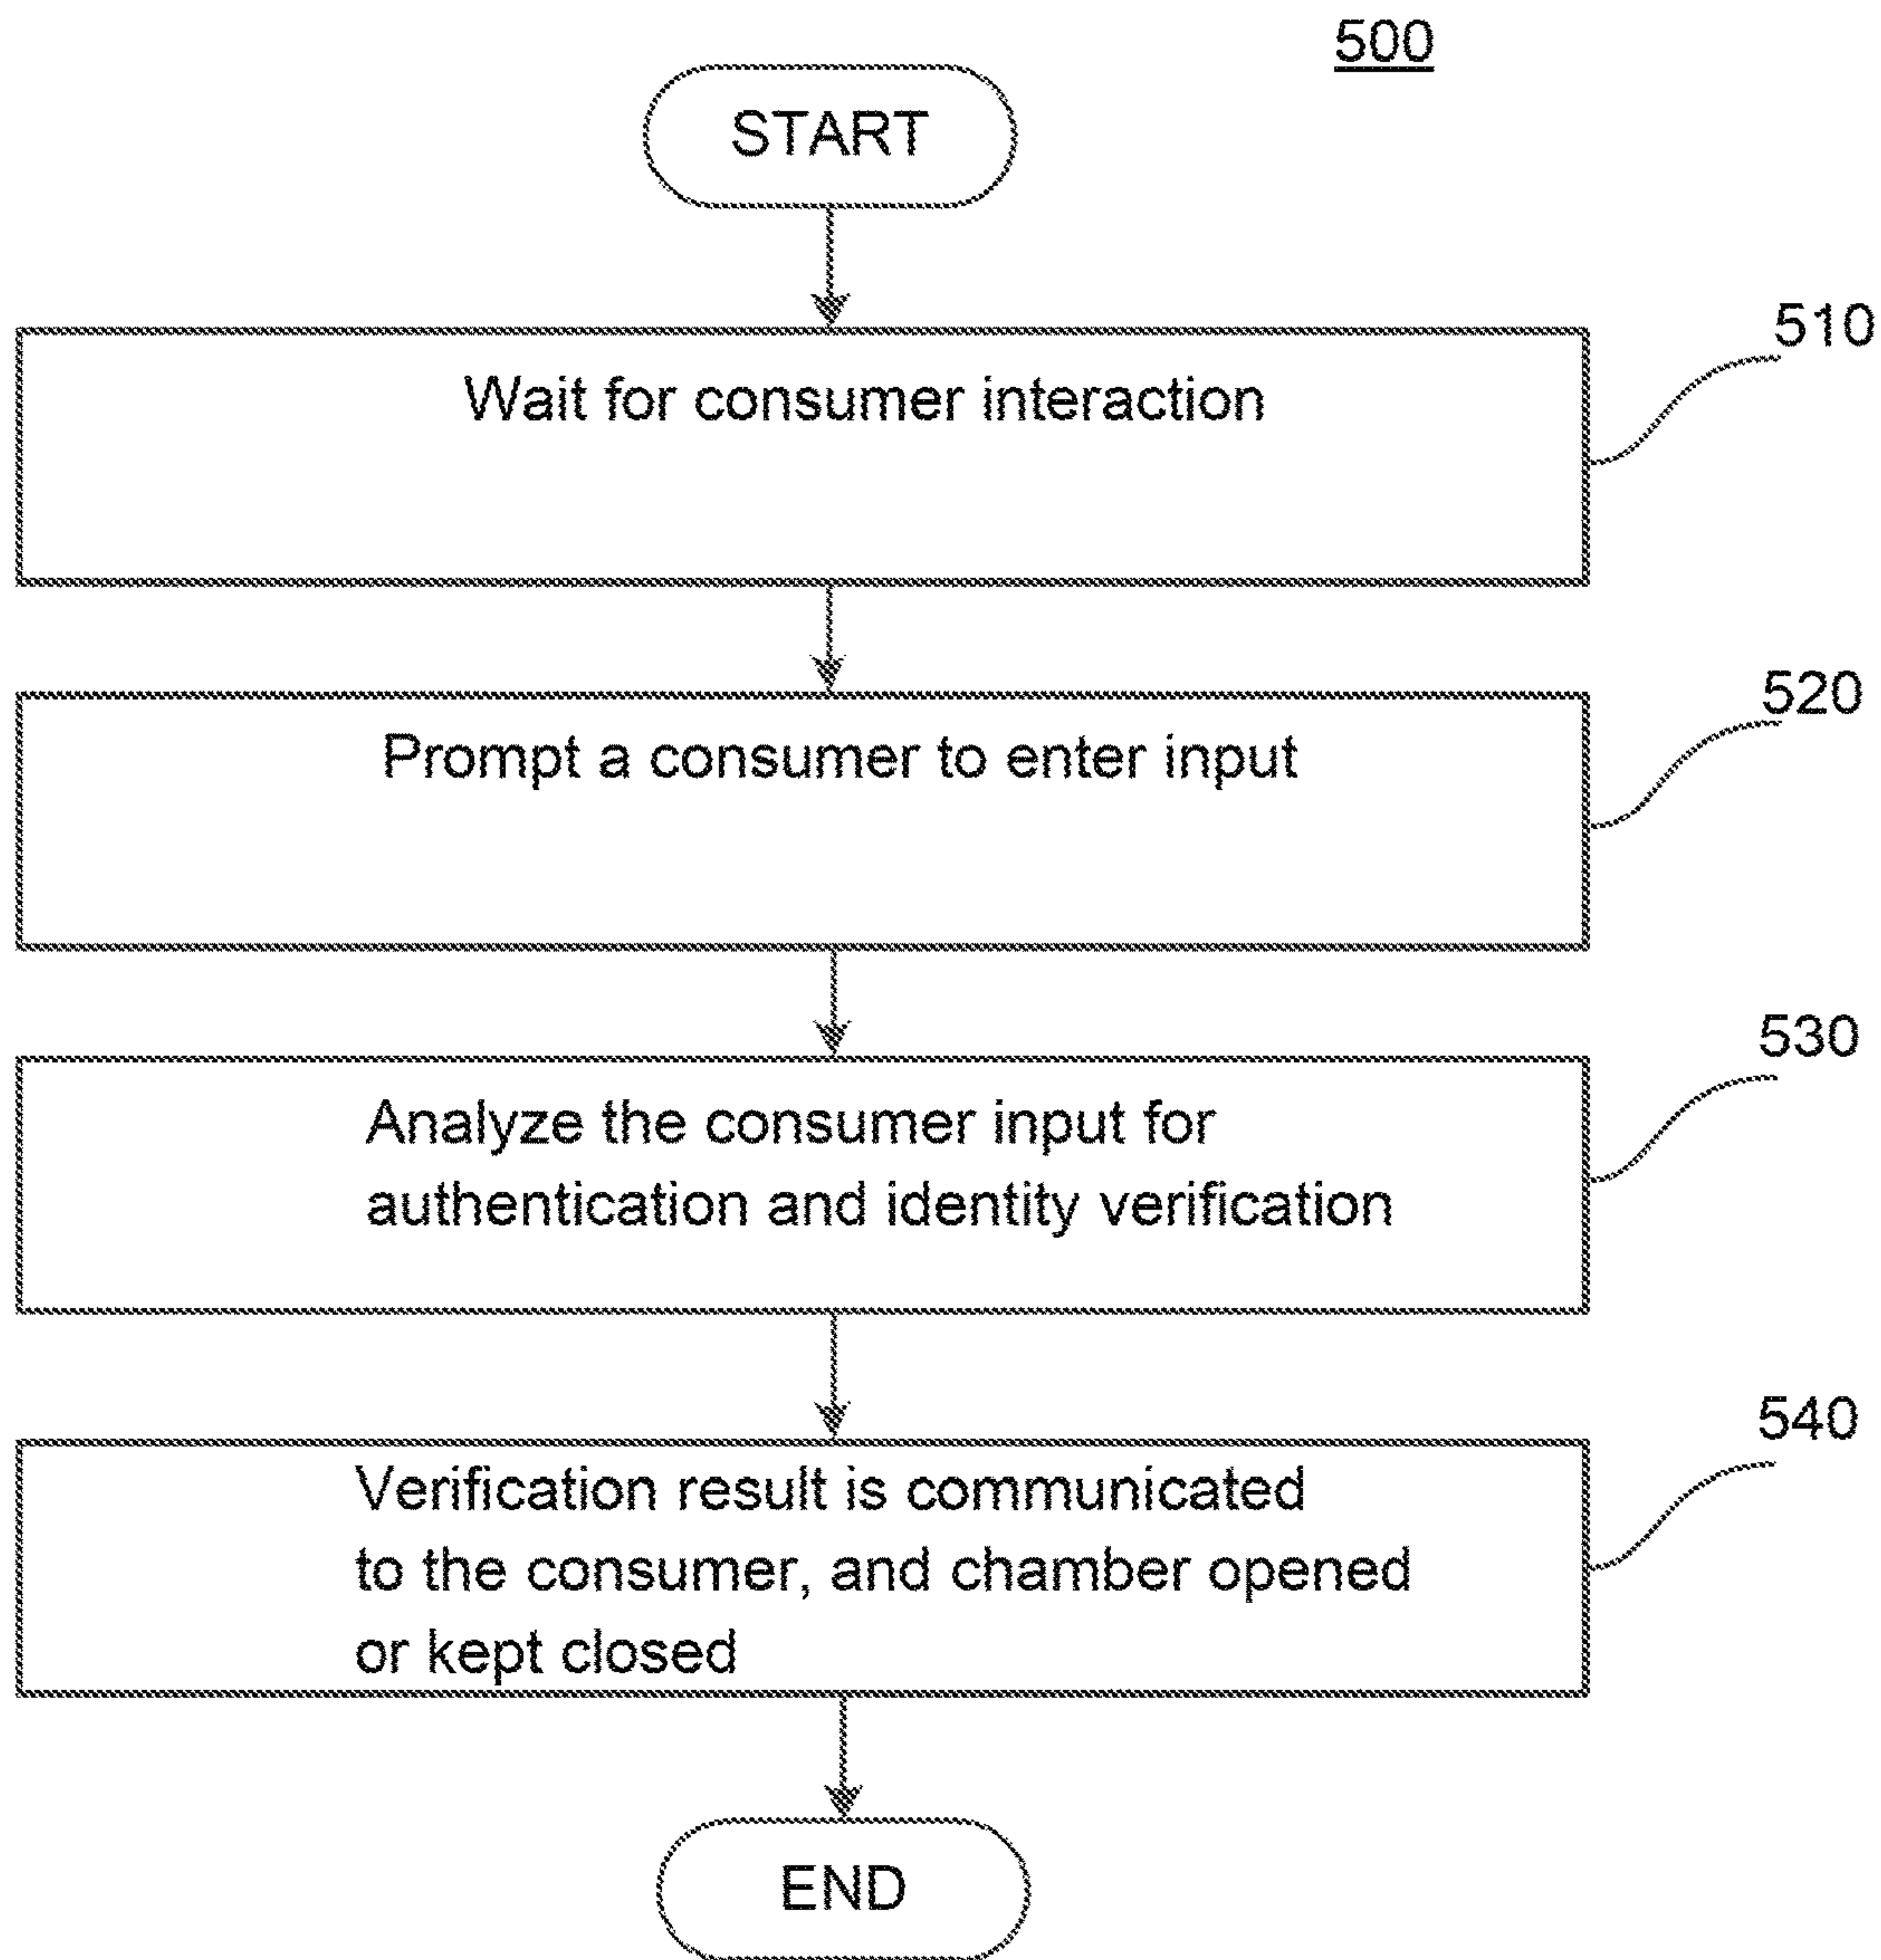 500
START
510
Wait for consumer interaction
520
Prompt a consumer to enter input
530
Analyze the consumer input for
authentication and identity verification
540
Verification result is communicated
to the consumer, and chamber opened
or kept closed
END